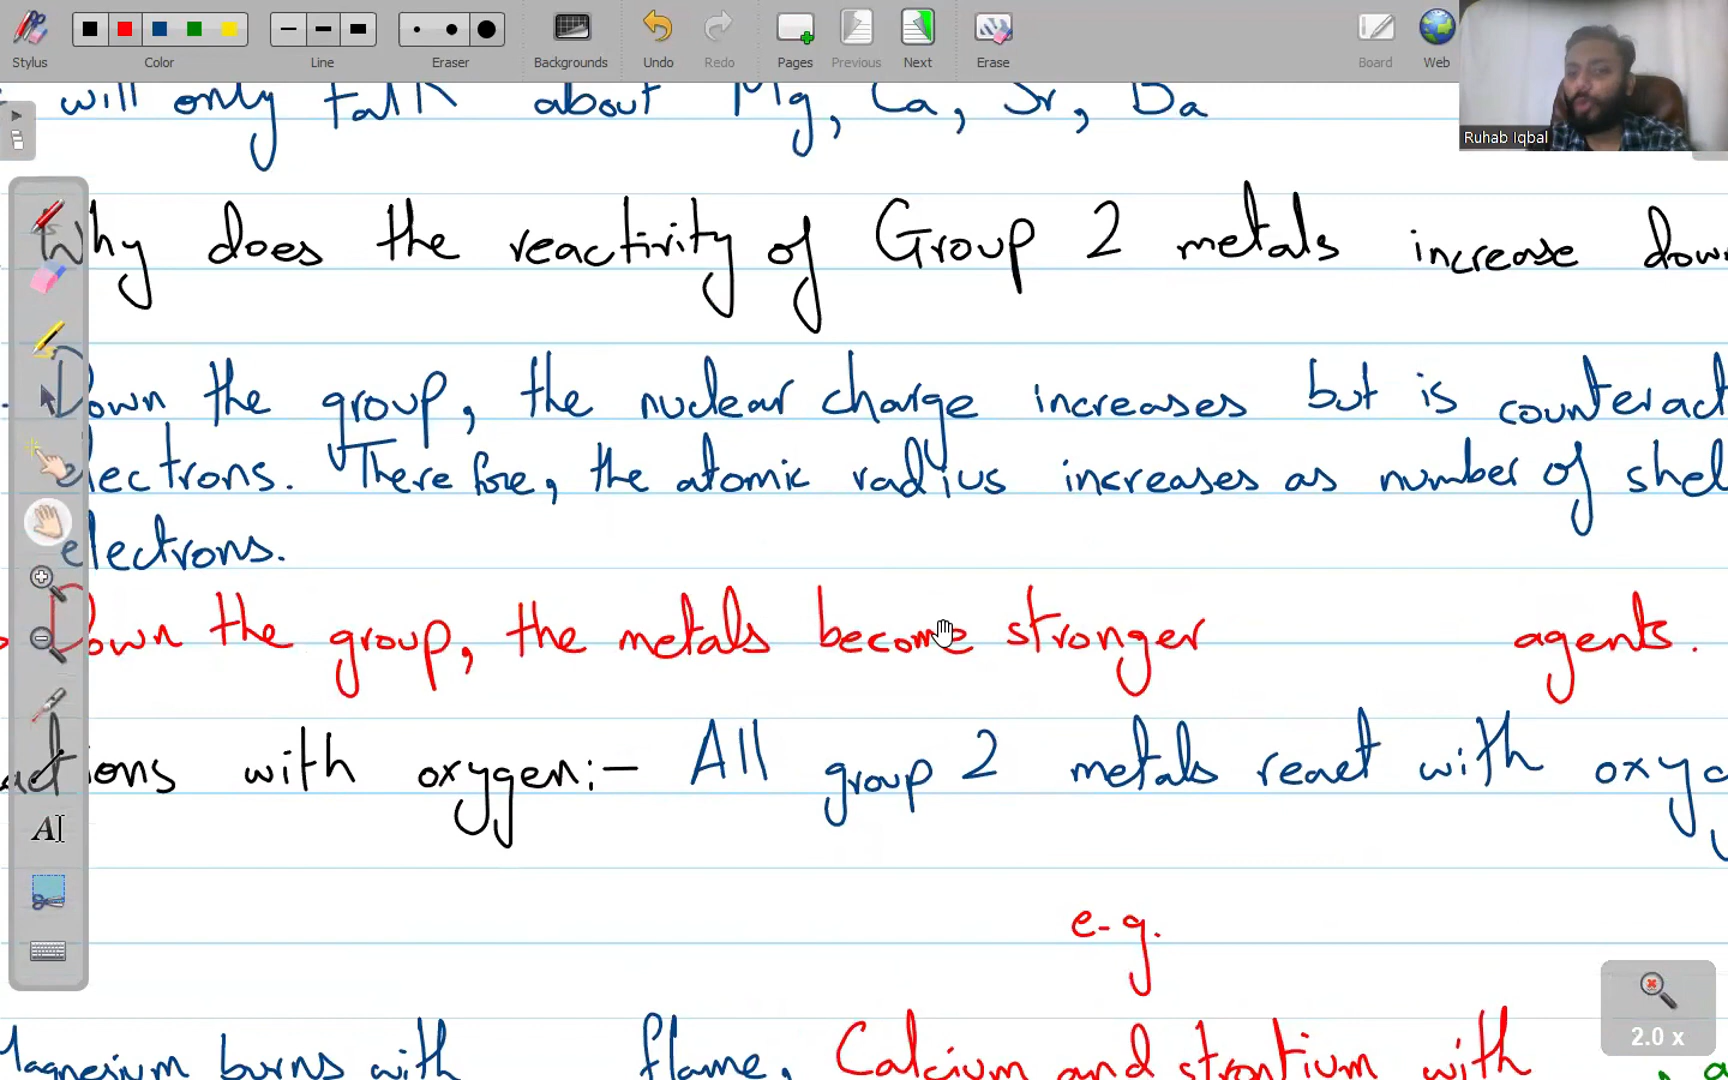 Stylus Color Line Eraser Backgrounds Undo Redo Pages Previous Next Erase Board Web
Ruhab Iqbal
will only talk about Mg, Ca, Sr, Ba
Why does the reactivity of Group 2 metals increase down
Down the group, the nuclear charge increases but is counteract
electrons. Therefore, the atomic radius increases as number of shel
electrons.
Down the group, the metals become stronger agents.
actions with oxygen:- All group 2 metals react with oxyg
e-g.
Magnesium burns with flame, Calcium and strontium with
2.0 x